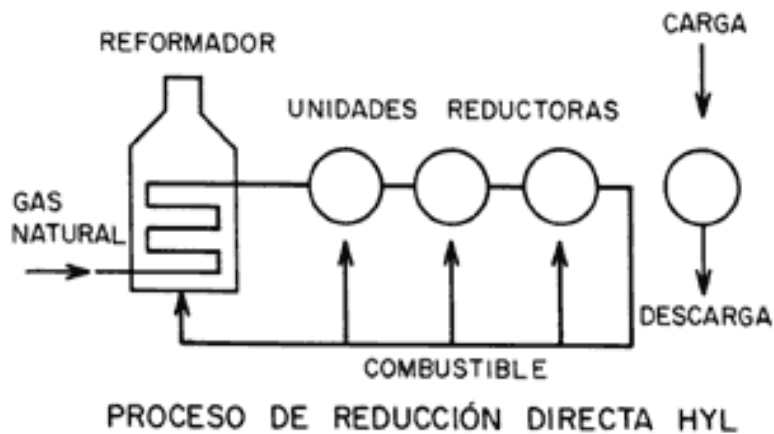 REFORMADOR
CARGA
UNIDADES REDUCTORAS
GAS
NATURAL
DESCARGA
COMBUSTIBLE
PROCESO DE REDUCCIÓN DIRECTA HYL